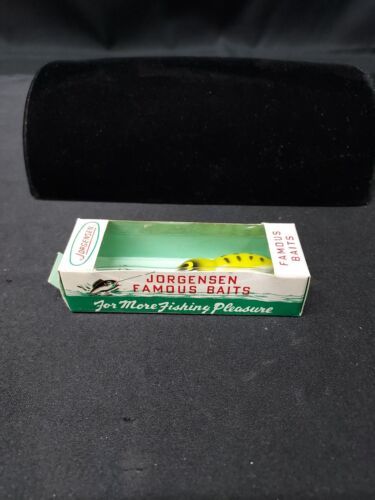 JORGENSEN
FAMOUS
BAITS
JORGENSEN
FAMOUS BAITS
For More Fishing Pleasure